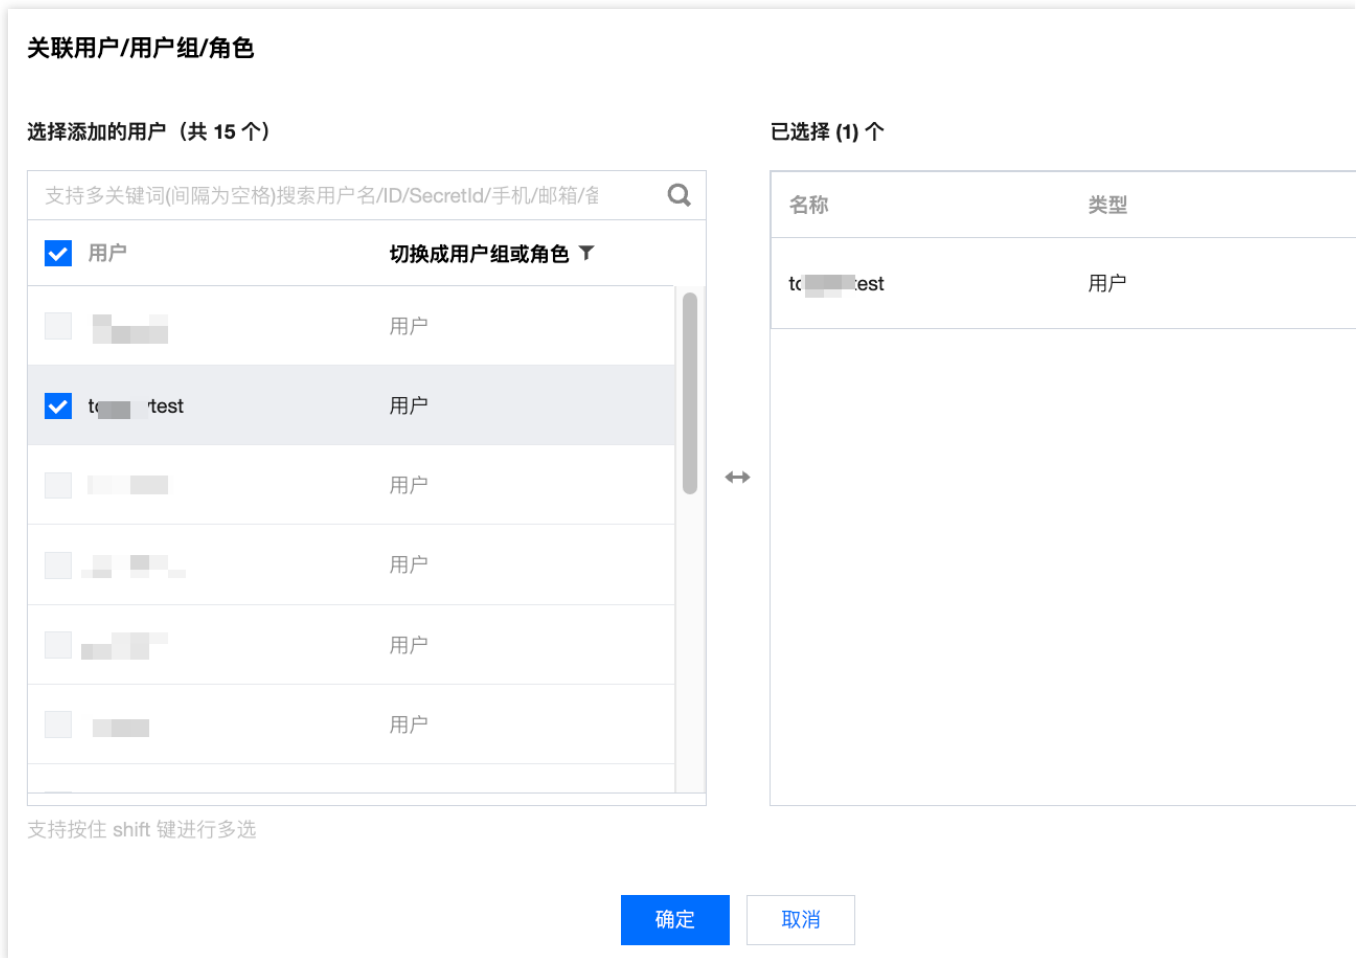 关联用户/用户组/角色
选择添加的用户（共 15 个）
支持多关键词(间隔为空格)搜索用户名/ID/SecretId/手机/邮箱/备
用户 切换成用户组或角色
用户
test 用户
用户
用户
用户
用户
支持按住 shift 键进行多选
已选择 (1) 个
名称 类型
est 用户
确定 取消